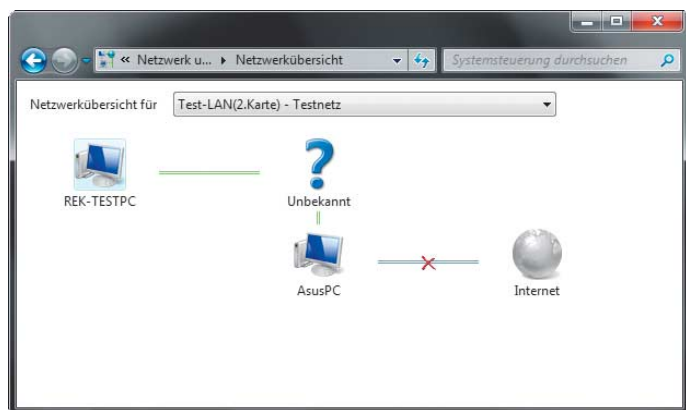 « Netzwerk u... Netzwerkübersicht Systemsteuerung durchsuchen
Netzwerkübersicht für Test-LAN(2.Karte) - Testnetz
REK-TESTPC Unbekannt
AsusPC Internet